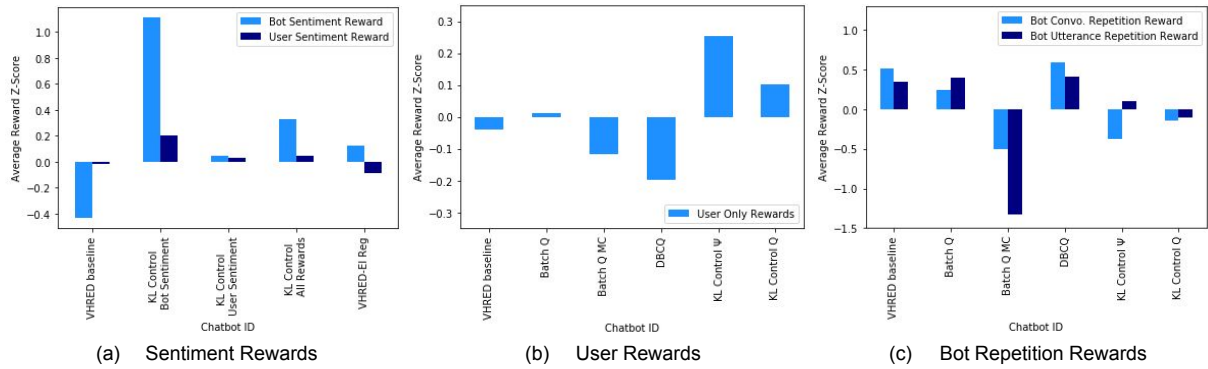 Average Reward Z-Score
1.0
0.8
0.6
0.4
0.2
0.0
−0.2
−0.4
Bot Sentiment Reward
User Sentiment Reward
VHRED baseline
KL Control
Bot Sentiment
KL Control
User Sentiment
KL Control
All Rewards
VHRED-EI Reg
Chatbot ID
(a) Sentiment Rewards
Average Reward Z-Score
0.3
0.2
0.1
0.0
−0.1
−0.2
−0.3
User Only Rewards
VHRED baseline
Batch Q
Batch Q MC
DBCQ
KL Control Ψ
KL Control Q
Chatbot ID
(b) User Rewards
Average Reward Z-Score
1.0
0.5
0.0
−0.5
−1.0
−1.5
Bot Convo. Repetition Reward
Bot Utterance Repetition Reward
VHRED baseline
Batch Q
Batch Q MC
DBCQ
KL Control Ψ
KL Control Q
Chatbot ID
(c) Bot Repetition Rewards